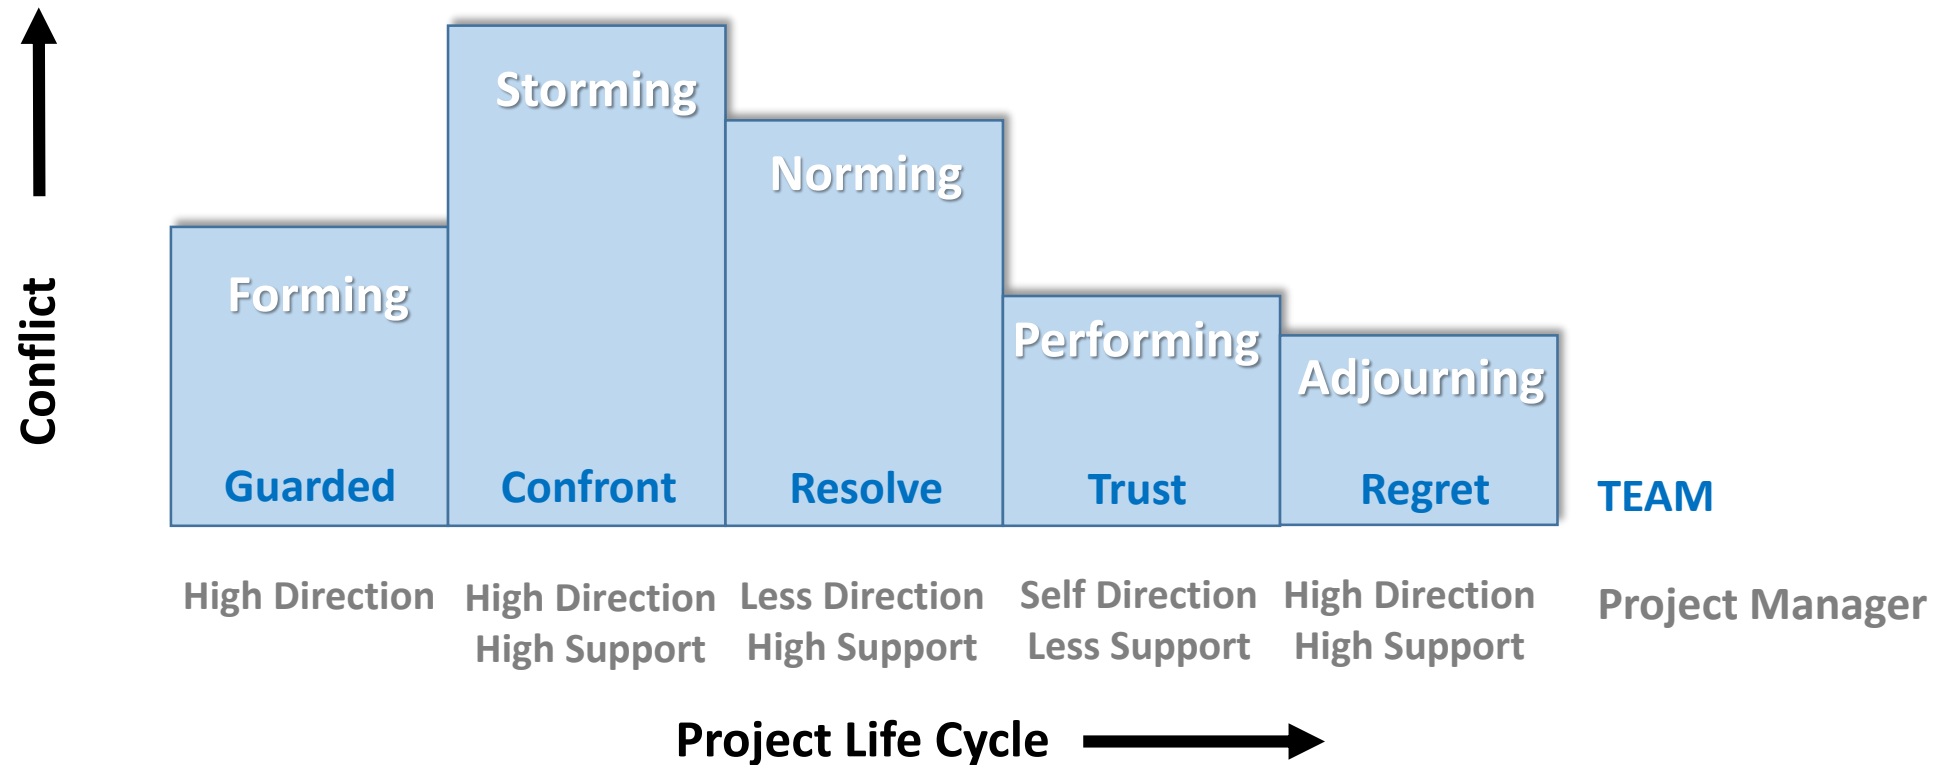 Conflict
Storming
Norming
Forming
Performing
Adjourning
Guarded
Confront
Resolve
Trust
Regret
TEAM
High Direction
High Direction
High Support
Less Direction
High Support
Self Direction
Less Support
High Direction
High Support
Project Manager
Project Life Cycle